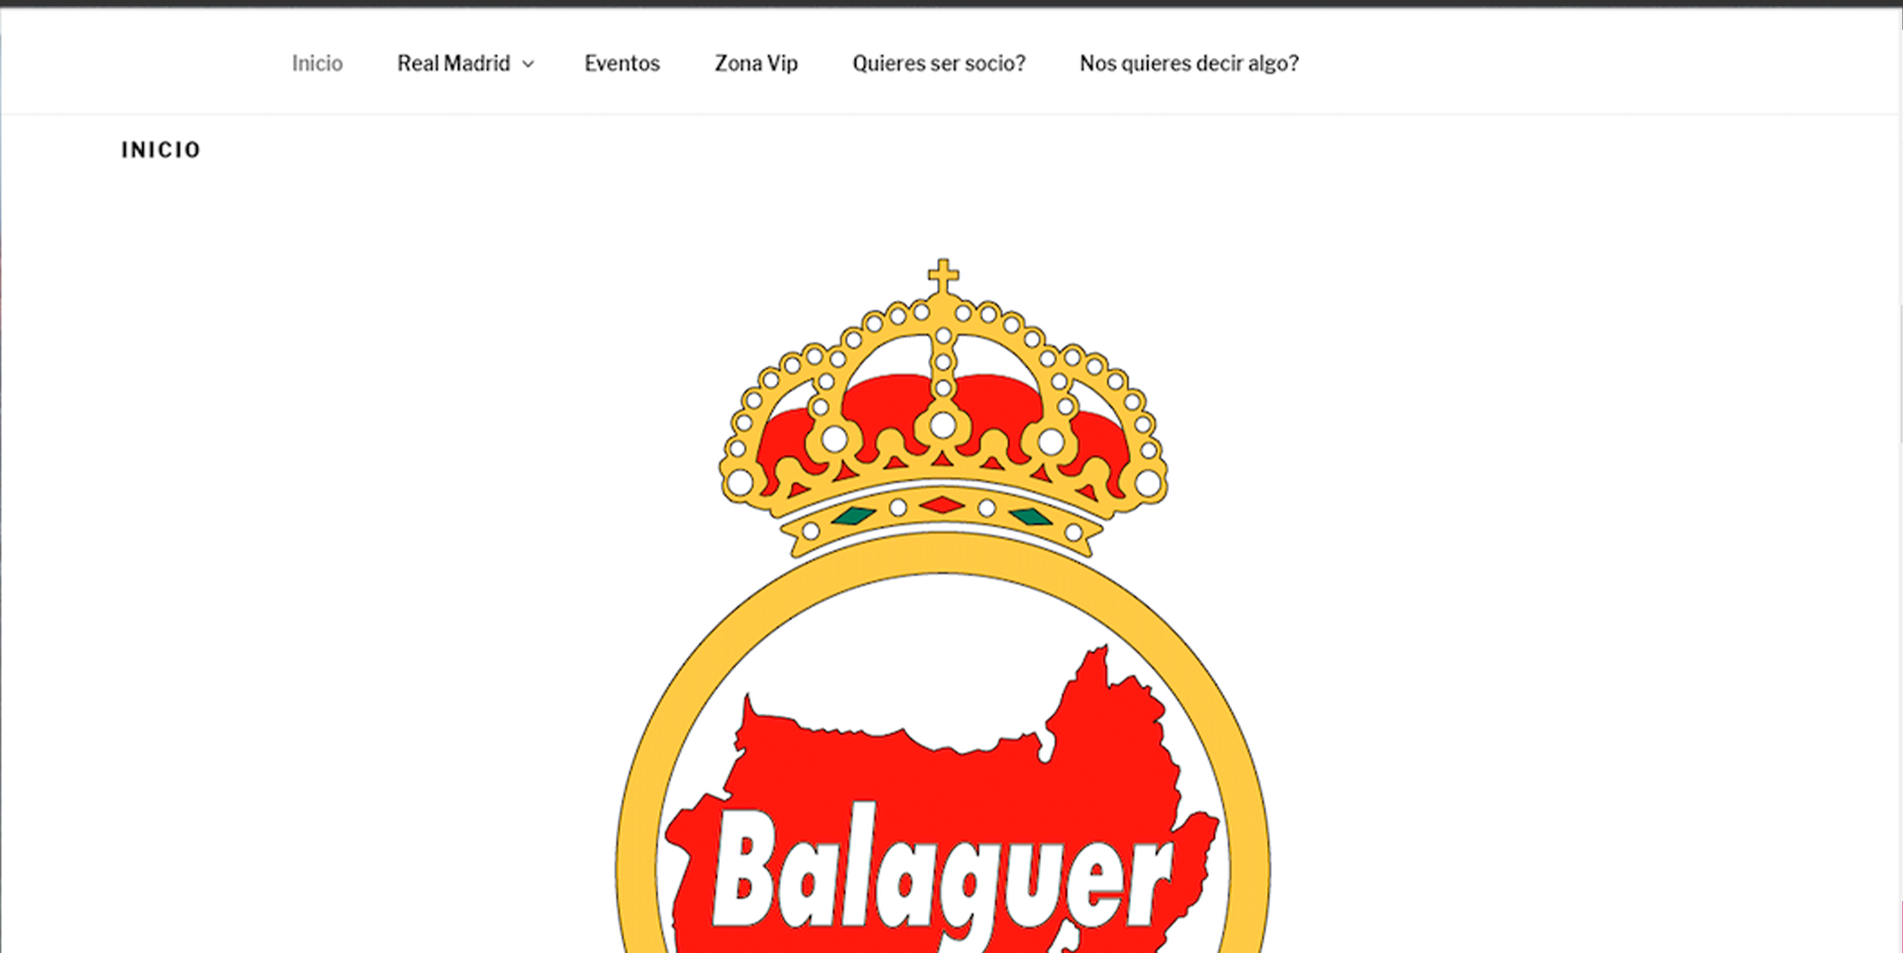 Inicio Real Madrid Eventos Zona Vip Quieres ser socio? Nos quieres decir algo?
INICIO
Balaguer